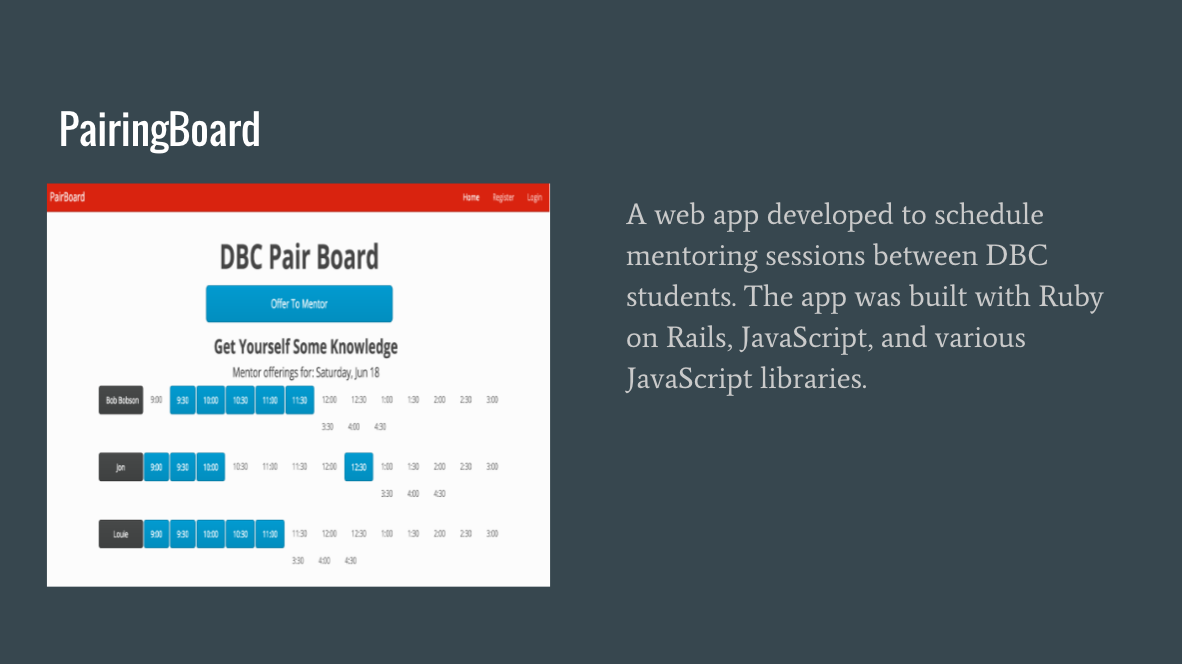 PairingBoard
PairBoard Home Register Login
DBC Pair Board
Offer To Mentor
Get Yourself Some Knowledge
Mentor offerings for: Saturday, Jun 18
Bob Bobson 9:00 9:30 10:00 10:30 11:00 11:30 12:00 12:30 1:00 1:30 2:00 2:30 3:00
3:30 4:00 4:30
Jon 9:00 9:30 10:00 10:30 11:00 11:30 12:00 12:30 1:00 1:30 2:00 2:30 3:00
3:30 4:00 4:30
Louie 9:00 9:30 10:00 10:30 11:00 11:30 12:00 12:30 1:00 1:30 2:00 2:30 3:00
3:30 4:00 4:30
A web app developed to schedule
mentoring sessions between DBC
students. The app was built with Ruby
on Rails, JavaScript, and various
JavaScript libraries.